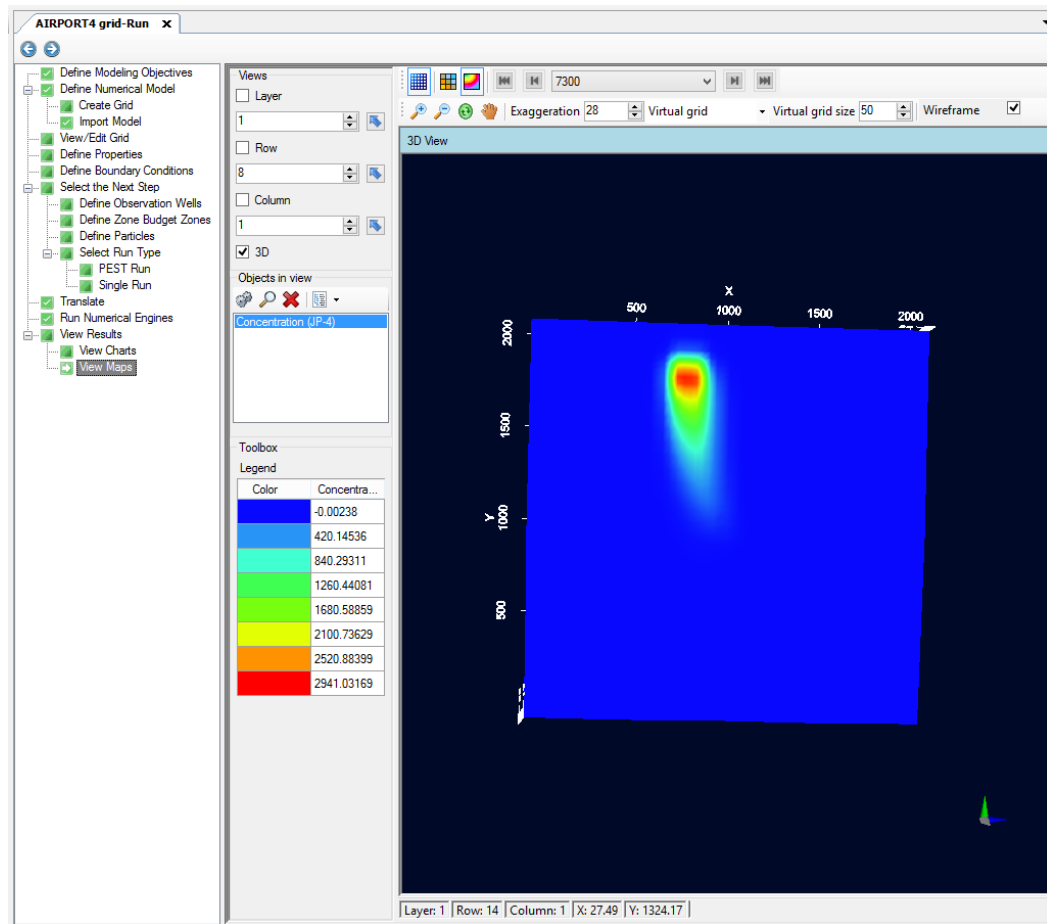 AIRPORT4 grid-Run X
Define Modeling Objectives
Define Numerical Model
Create Grid
Import Model
View/Edit Grid
Define Properties
Define Boundary Conditions
Select the Next Step
Define Observation Wells
Define Zone Budget Zones
Define Particles
Select Run Type
PEST Run
Single Run
Translate
Run Numerical Engines
View Results
View Charts
View Maps
Views
Layer
1
Row
8
Column
1
3D
Objects in view
Concentration (JP-4)
Toolbox
Legend
Color Concentra...
-0.00238
420.14536
840.29311
1260.44081
1680.58859
2100.73629
2520.88399
2941.03169
7300
Exaggeration 28 Virtual grid Virtual grid size 50 Wireframe
3D View
X
500 1000 1500 2000
2000
1500
Y 1000
500
Layer: 1 Row: 14 Column: 1 X: 27.49 Y: 1324.17